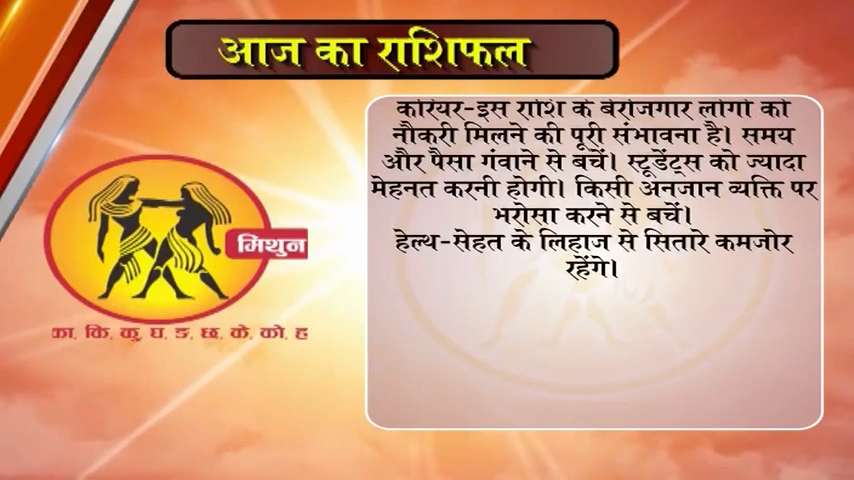 आज का राशिफल
करियर-इस राशि के बेरोजगार लोगों को
नौकरी मिलने की पूरी संभावना है। समय
और पैसा गंवाने से बचें। स्टूडेंट्स को ज्यादा
मेहनत करनी होगी। किसी अनजान व्यक्ति पर
भरोसा करने से बचें।
हेल्थ-सेहत के लिहाज से सितारे कमजोर
रहेंगे।
मिथुन
का, कि, कु, घ, ङ, छ, के, को, ह